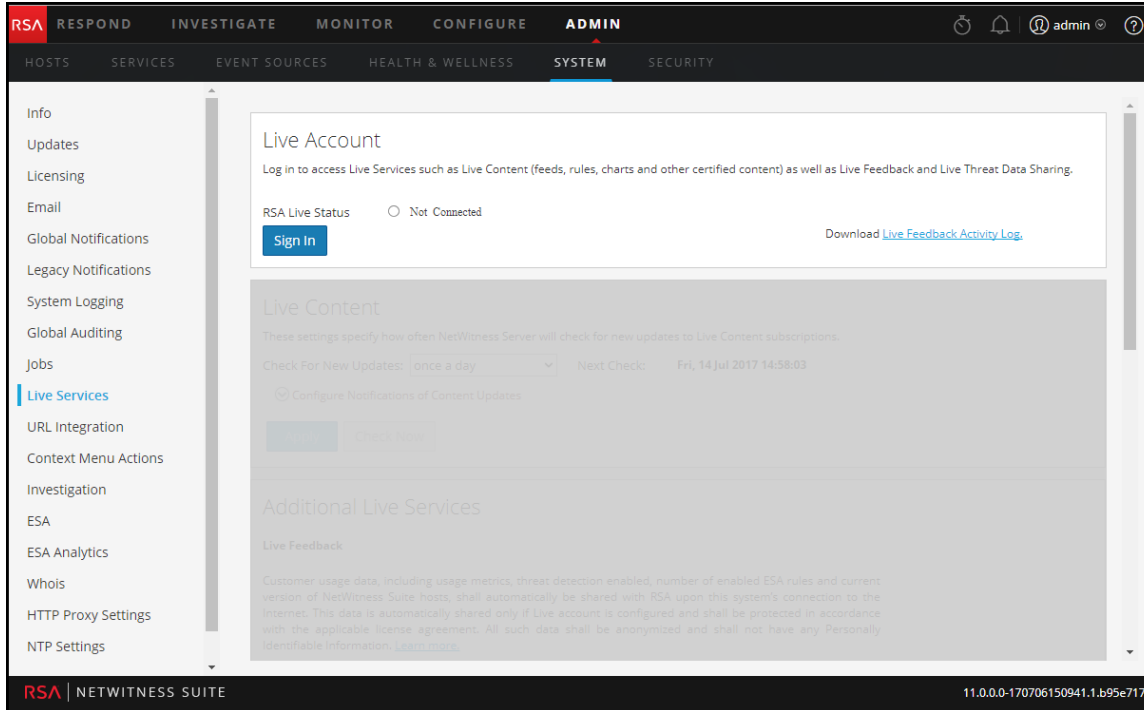 RSA RESPOND INVESTIGATE MONITOR CONFIGURE ADMIN admin
HOSTS SERVICES EVENT SOURCES HEALTH & WELLNESS SYSTEM SECURITY
Info
Updates
Licensing
Email
Global Notifications
Legacy Notifications
System Logging
Global Auditing
Jobs
Live Services
URL Integration
Context Menu Actions
Investigation
ESA
ESA Analytics
Whois
HTTP Proxy Settings
NTP Settings
Live Account
Log in to access Live Services such as Live Content (feeds, rules, charts and other certified content) as well as Live Feedback and Live Threat Data Sharing.
RSA Live Status Not Connected
Sign In
Download Live Feedback Activity Log.
Live Content
These settings specify how often NetWitness Server will check for new updates to Live Content subscriptions.
Check For New Updates: once a day Next Check: Fri, 14 Jul 2017 14:58:03
Configure Notifications of Content Updates
Apply Check Now
Additional Live Services
Live Feedback
Customer usage data, including usage metrics, threat detection enabled, number of enabled ESA rules and current
version of NetWitness Suite hosts, shall automatically be shared with RSA upon this system's connection to the
Internet. This data is automatically shared only if Live account is configured and shall be protected in accordance
with the applicable license agreement. All such data shall be anonymized and shall not have any Personally
Identifiable Information. Learn more.
RSA NETWITNESS SUITE 11.0.0.0-170706150941.1.b95e717